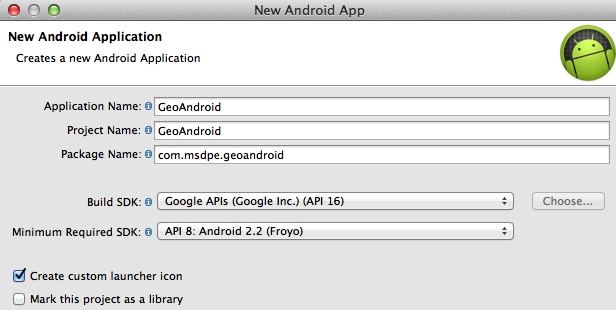 New Android App
New Android Application
Creates a new Android Application
Application Name: GeoAndroid
Project Name: GeoAndroid
Package Name: com.msdpe.geoandroid
Build SDK: Google APIs (Google Inc.) (API 16) Choose...
Minimum Required SDK: API 8: Android 2.2 (Froyo)
Create custom launcher icon
Mark this project as a library